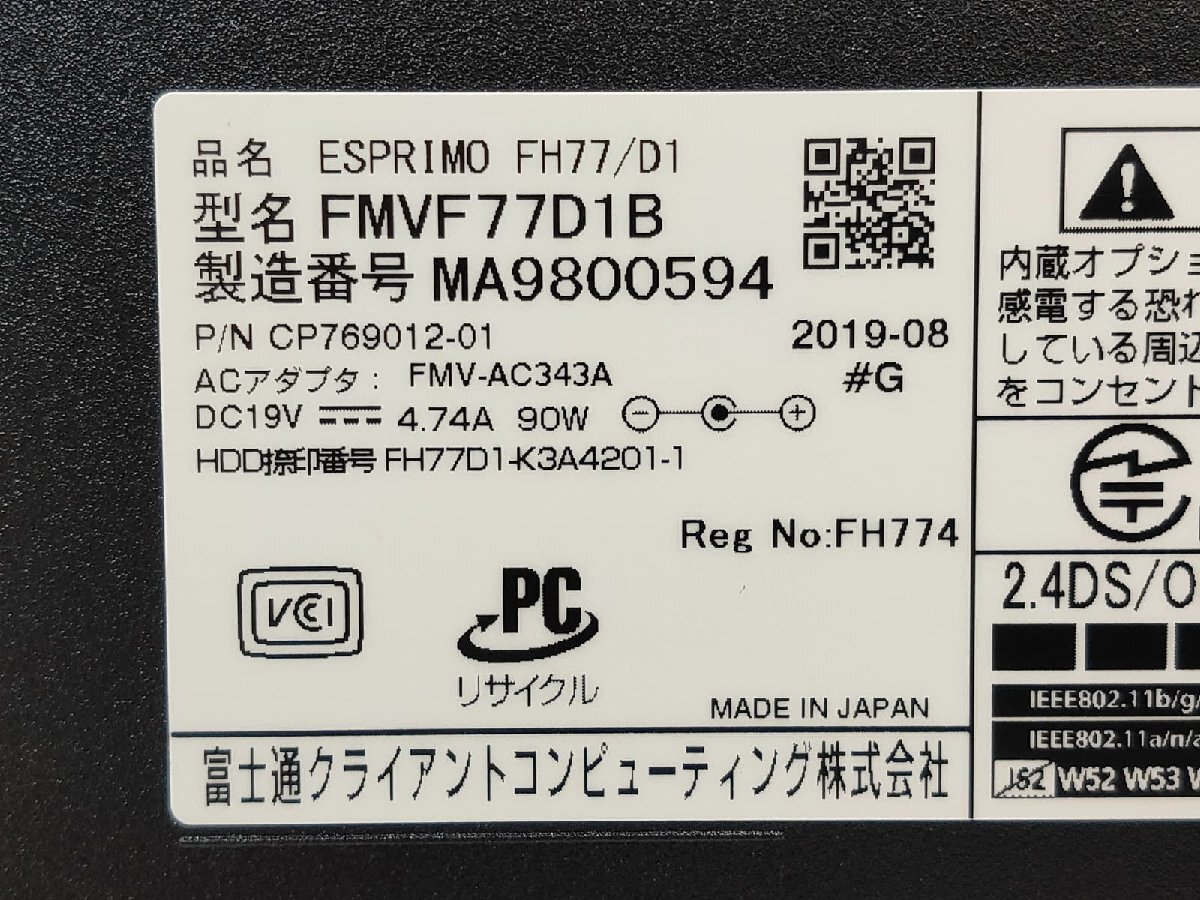 品名 ESPRIMO FH77/D1
型名 FMVF77D1B
製造番号 MA9800594
P/N CP769012-01
2019-08
ACアダプタ： FMV-AC343A
#G
DC19V 4.74A 90W
HDD捺印番号 FH77D1-K3A4201-1
Reg No:FH774
VCCI
PC
リサイクル
MADE IN JAPAN
富士通クライアントコンピューティング株式会社
内蔵オプショ
感電する恐れ
している周辺
をコンセント
2.4DS/O
IEEE802.11b/g/
IEEE802.11a/n/a
J52 W52 W53